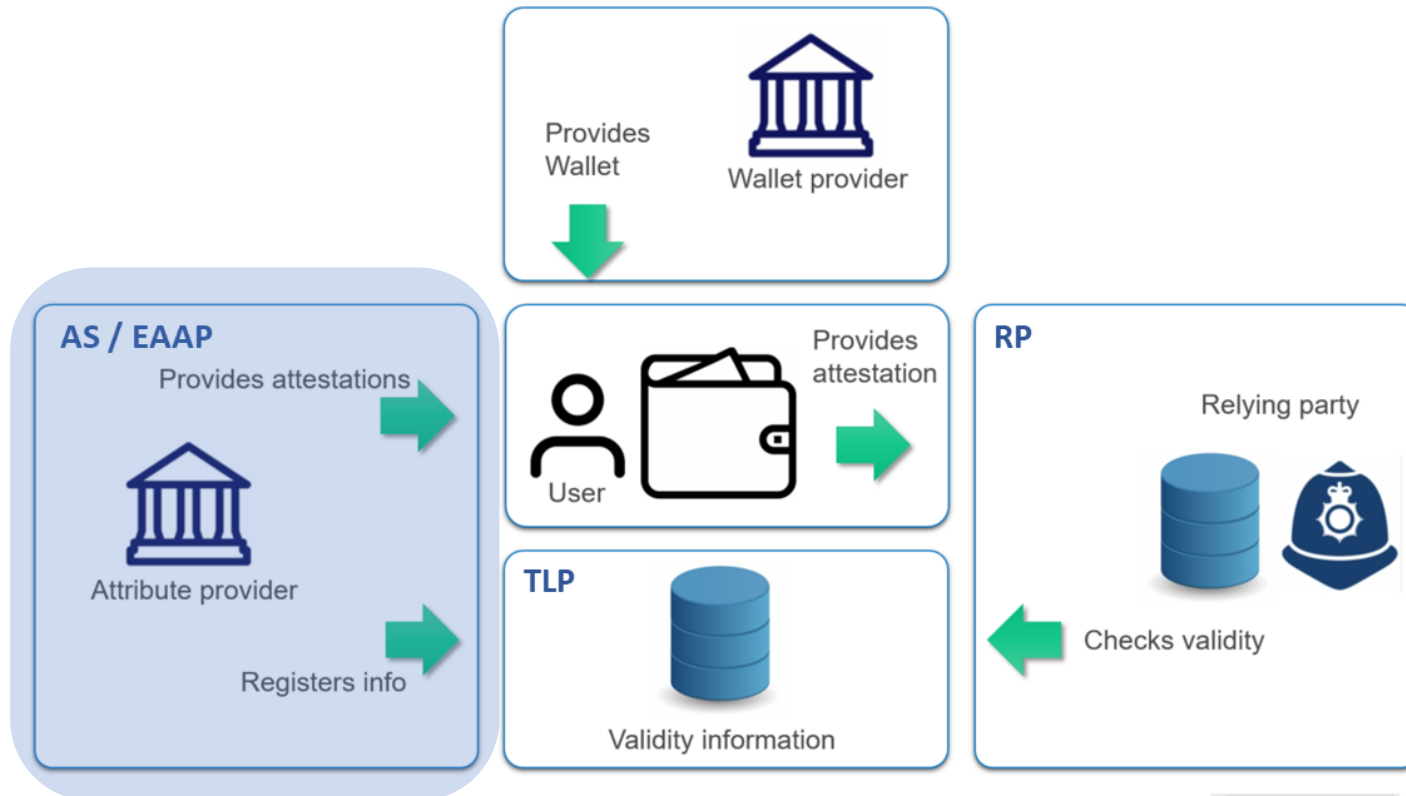 Provides
Wallet
Wallet provider
AS / EAAP
Provides attestations
Attribute provider
Registers info
Provides
attestation
User
TLP
Validity information
RP
Relying party
Checks validity